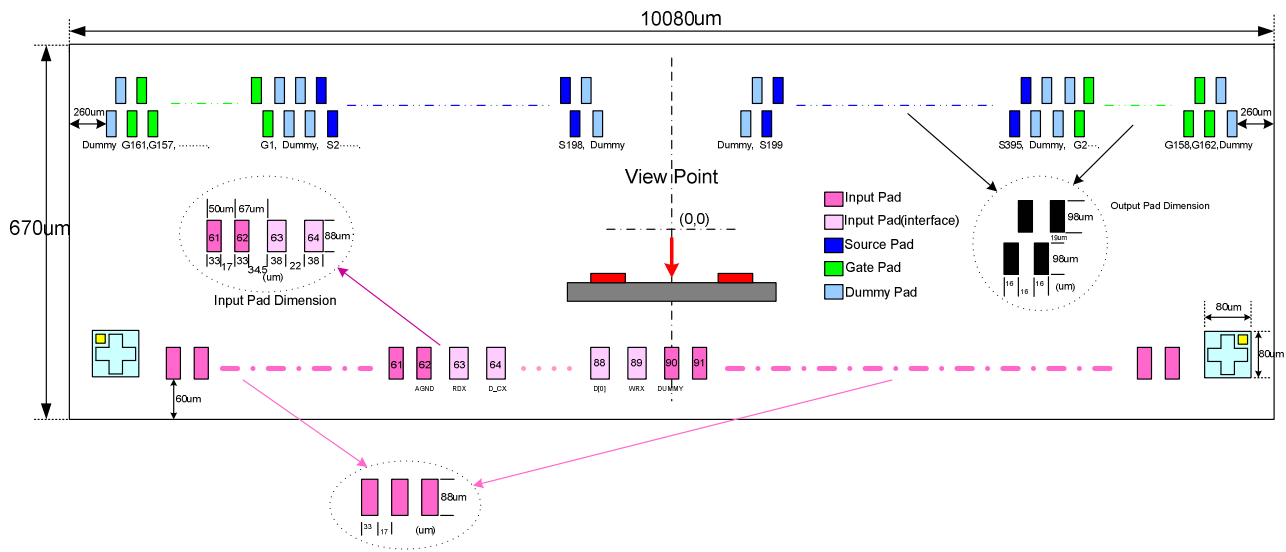 10080um
260um
260um
Dummy G161,G157, ········,
G1, Dummy, S2·····,
S198, Dummy
Dummy, S199
S395, Dummy, G2···,
G158,G162,Dummy
View Point
670um
(0,0)
Input Pad
Input Pad(interface)
Source Pad
Gate Pad
Dummy Pad
50um
67um
61
62
63
64
88um
33
17
33
34.5
38
22
38
(um)
Input Pad Dimension
Output Pad Dimension
98um
19um
98um
16
16
16
(um)
80um
80um
61
62
63
64
88
89
90
91
AGND
RDX
D_CX
D[0]
WRX
DUMMY
60um
88um
33
17
(um)